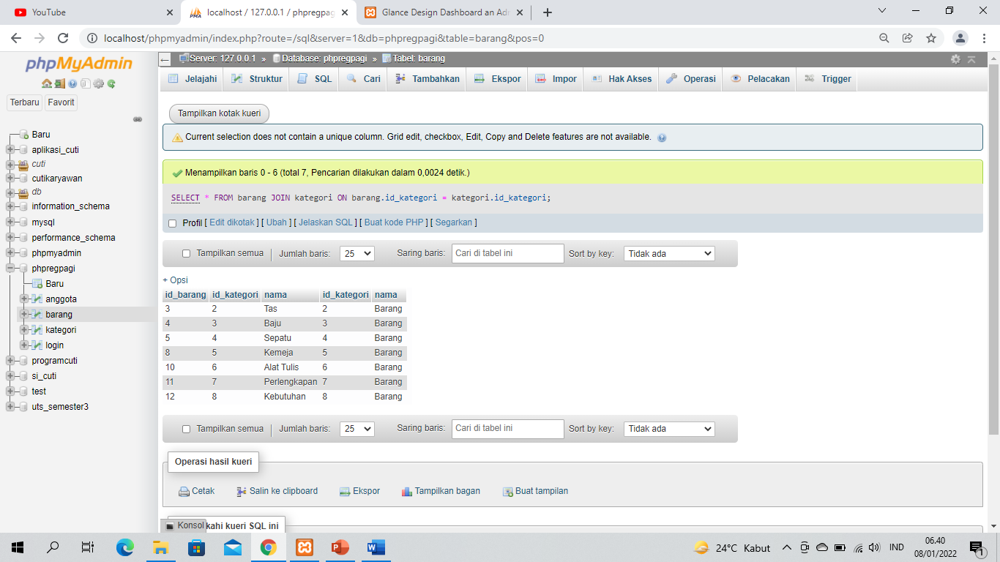 YouTube
localhost / 127.0.0.1 / phpregpag
Glance Design Dashboard an Adm
localhost/phpmyadmin/index.php?route=/sql&server=1&db=phpregpagi&table=barang&pos=0
phpMyAdmin
Terbaru Favorit
Baru
aplikasi_cuti
cuti
cutikaryawan
db
information_schema
mysql
performance_schema
phpmyadmin
phpregpagi
Baru
anggota
barang
kategori
login
programcuti
si_cuti
test
uts_semester3
Server: 127.0.0.1 » Database: phpregpagi » Tabel: barang
Jelajahi Struktur SQL Cari Tambahkan Ekspor Impor Hak Akses Operasi Pelacakan Trigger
Tampilkan kotak kueri
Current selection does not contain a unique column. Grid edit, checkbox, Edit, Copy and Delete features are not available.
Menampilkan baris 0 - 6 (total 7, Pencarian dilakukan dalam 0,0024 detik.)
SELECT * FROM barang JOIN kategori ON barang.id_kategori = kategori.id_kategori;
Profil [ Edit dikotak ] [ Ubah ] [ Jelaskan SQL ] [ Buat kode PHP ] [ Segarkan ]
Tampilkan semua | Jumlah baris: 25 Saring baris: Cari di tabel ini Sort by key: Tidak ada
+ Opsi
id_barang id_kategori nama id_kategori nama
3 2 Tas 2 Barang
4 3 Baju 3 Barang
5 4 Sepatu 4 Barang
8 5 Kemeja 5 Barang
10 6 Alat Tulis 6 Barang
11 7 Perlengkapan 7 Barang
12 8 Kebutuhan 8 Barang
Tampilkan semua | Jumlah baris: 25 Saring baris: Cari di tabel ini Sort by key: Tidak ada
Operasi hasil kueri
Cetak Salin ke clipboard Ekspor Tampilkan bagan Buat tampilan
Konsol kahi kueri SQL ini
24°C Kabut IND 06.40
08/01/2022
1